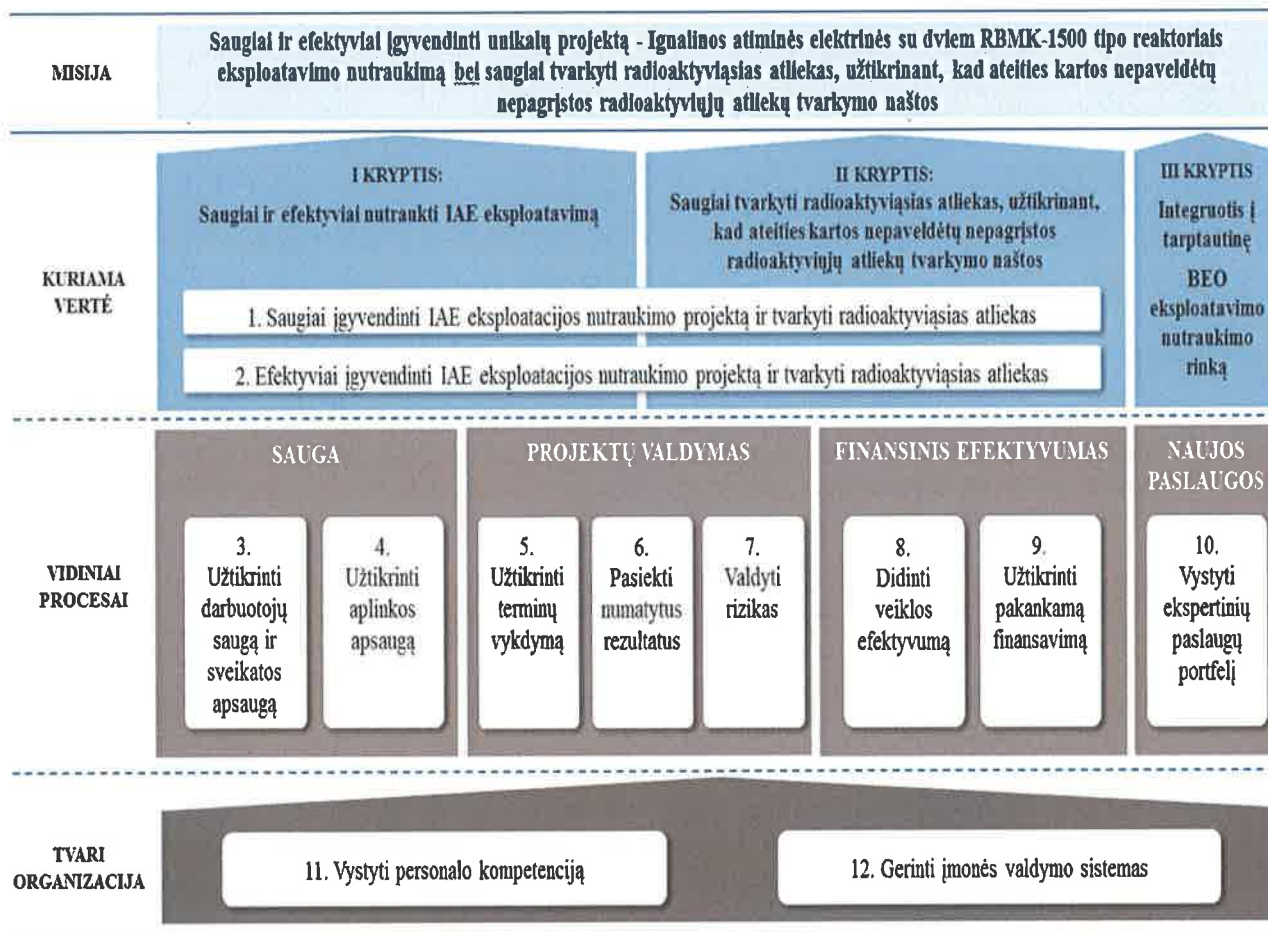 MISIJA
Saugiai ir efektyviai įgyvendinti unikalų projektą - Ignalinos atiminės elektrinės su dviem RBMK-1500 tipo reaktoriais
eksploatavimo nutraukimą bei saugiai tvarkyti radioaktyviąsias atliekas, užtikrinant, kad ateities kartos nepaveldėtų
nepagrįstos radioaktyviųjų atliekų tvarkymo naštos
KURIAMA
VERTĖ
I KRYPTIS:
Saugiai ir efektyviai nutraukti IAE eksploatavimą
II KRYPTIS:
Saugiai tvarkyti radioaktyviąsias atliekas, užtikrinant,
kad ateities kartos nepaveldėtų nepagrįstos
radioaktyviųjų atliekų tvarkymo naštos
III KRYPTIS
Integruotis į
tarptautinę
BEO
eksploatavimo
nutraukimo
rinką
1. Saugiai įgyvendinti IAE eksploatacijos nutraukimo projektą ir tvarkyti radioaktyviąsias atliekas
2. Efektyviai įgyvendinti IAE eksploatacijos nutraukimo projektą ir tvarkyti radioaktyviąsias atliekas
VIDINIAI
PROCESAI
SAUGA
3.
Užtikrinti
darbuotojų
saugą ir
sveikatos
apsaugą
4.
Užtikrinti
aplinkos
apsaugą
PROJEKTŲ VALDYMAS
5.
Užtikrinti
terminų
vykdymą
6.
Pasiekti
numatytus
rezultatus
7.
Valdyti
rizikas
FINANSINIS EFEKTYVUMAS
8.
Didinti
veiklos
efektyvumą
9.
Užtikrinti
pakankamą
finansavimą
NAUJOS
PASLAUGOS
10.
Vystyti
ekspertinių
paslaugų
portfelį
TVARI
ORGANIZACIJA
11. Vystyti personalo kompetenciją
12. Gerinti įmonės valdymo sistemas